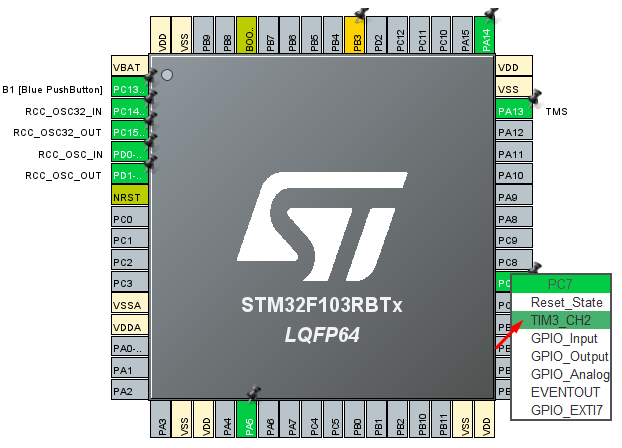 VDD
VSS
PB9
PB8
BOO..
PB7
PB6
PB5
PB4
PB3
PD2
PC12
PC11
PC10
PA15
PA14
VBAT
B1 [Blue PushButton] PC13..
RCC_OSC32_IN PC14..
RCC_OSC32_OUT PC15..
RCC_OSC_IN PD0-..
RCC_OSC_OUT PD1-..
NRST
PC0
PC1
PC2
PC3
VSSA
VDDA
PA0-..
PA1
PA2
STM32F103RBTx
LQFP64
VDD
VSS
PA13 TMS
PA12
PA11
PA10
PA9
PA8
PC9
PC8
PC7
Reset_State
TIM3_CH2
GPIO_Input
GPIO_Output
GPIO_Analog
EVENTOUT
GPIO_EXTI7
PA3
VSS
VDD
PA4
PA5
PA6
PA7
PC4
PC5
PB0
PB1
PB2
PB10
PB11
VSS
VDD